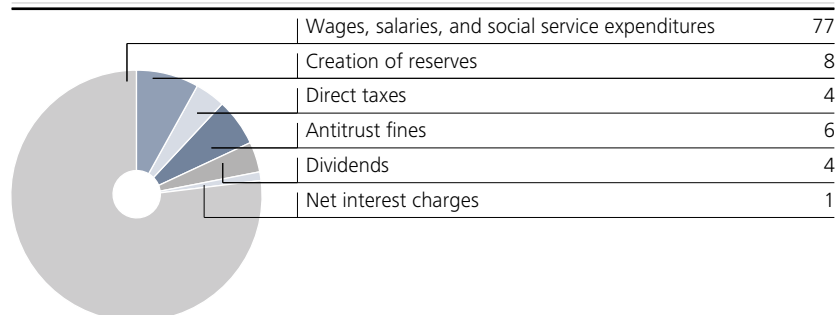 Wages, salaries, and social service expenditures 77
Creation of reserves 8
Direct taxes 4
Antitrust fines 6
Dividends 4
Net interest charges 1